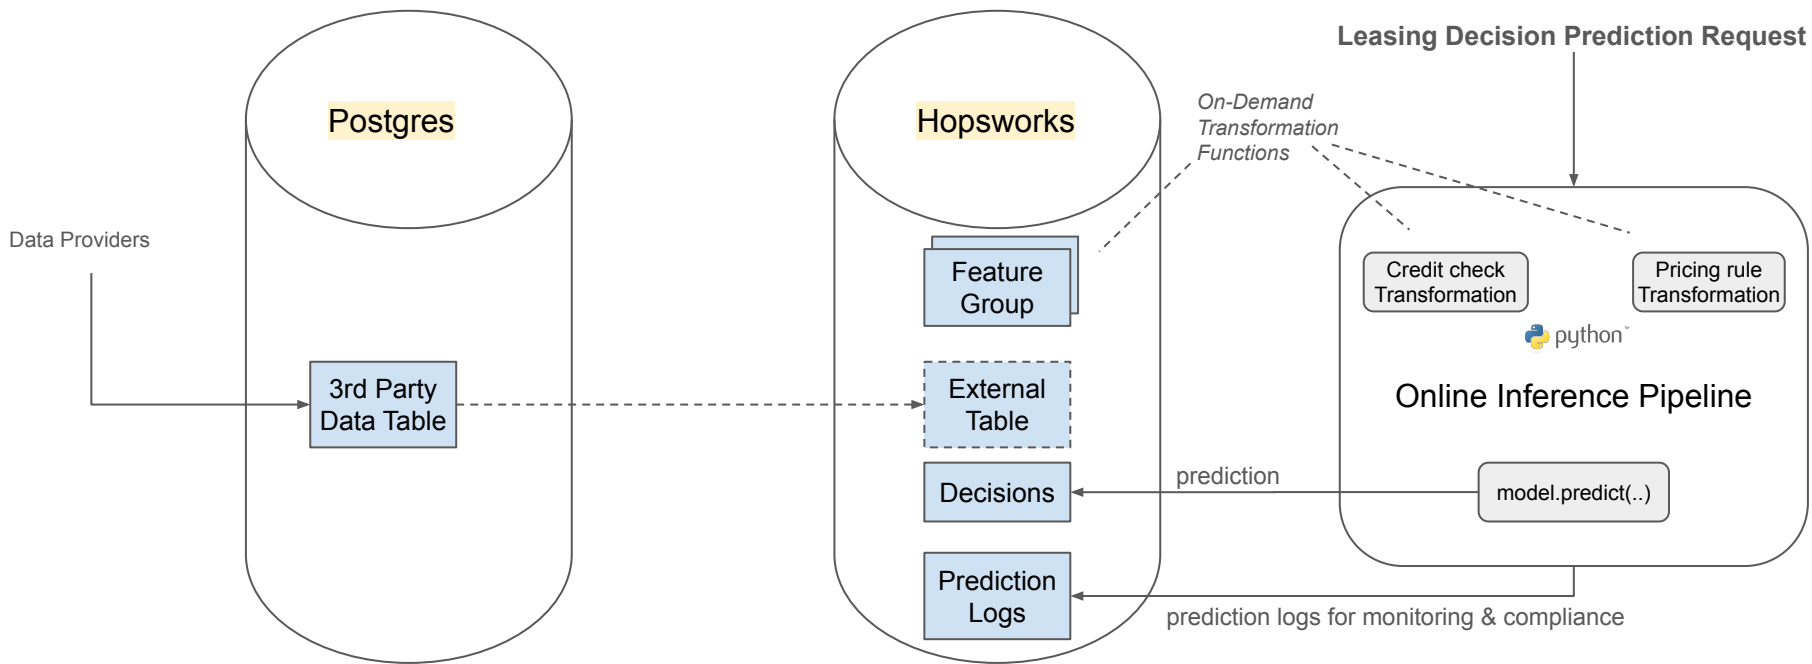 Leasing Decision Prediction Request
Postgres
Hopsworks
On-Demand
Transformation
Functions
Data Providers
Feature
Group
Credit check
Transformation
Pricing rule
Transformation
python™
3rd Party
Data Table
External
Table
Online Inference Pipeline
Decisions
prediction
model.predict(..)
Prediction
Logs
prediction logs for monitoring & compliance